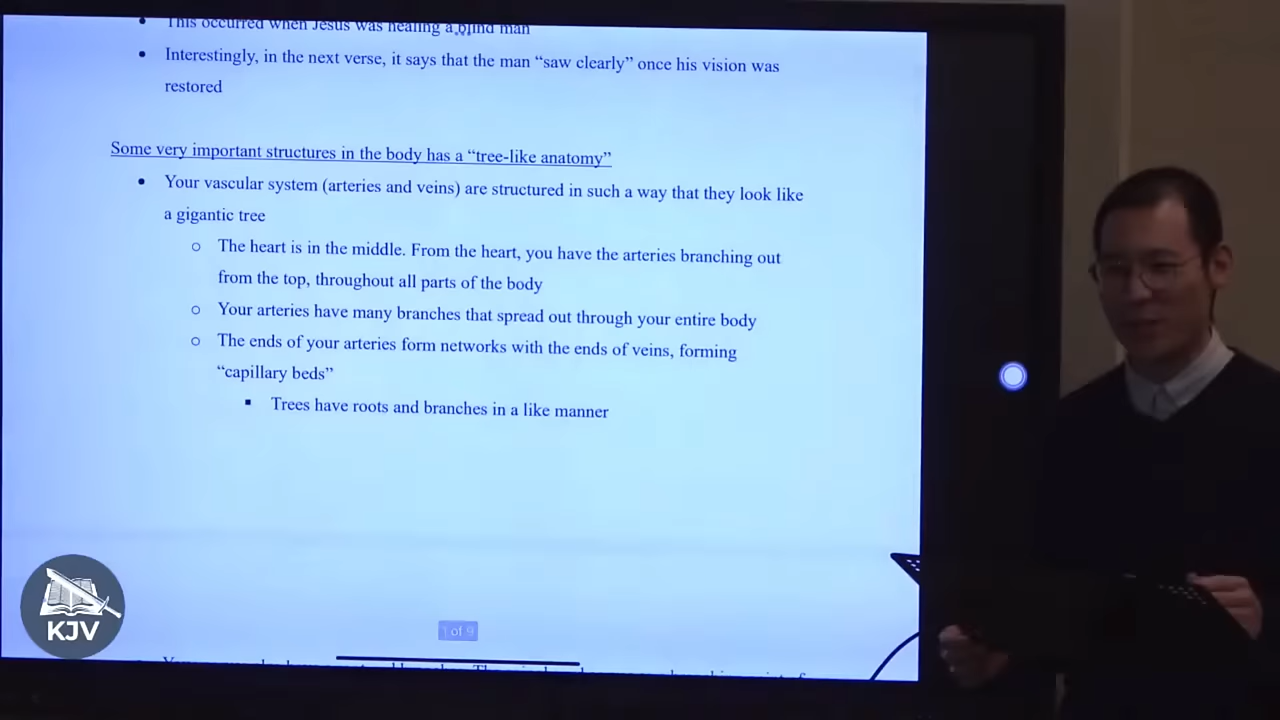 This occurred when Jesus was healing a blind man
Interestingly, in the next verse, it says that the man “saw clearly” once his vision was
restored
Some very important structures in the body has a “tree-like anatomy”
Your vascular system (arteries and veins) are structured in such a way that they look like
a gigantic tree
The heart is in the middle. From the heart, you have the arteries branching out
from the top, throughout all parts of the body
Your arteries have many branches that spread out through your entire body
The ends of your arteries form networks with the ends of veins, forming
“capillary beds”
Trees have roots and branches in a like manner
KJV
1 of 9